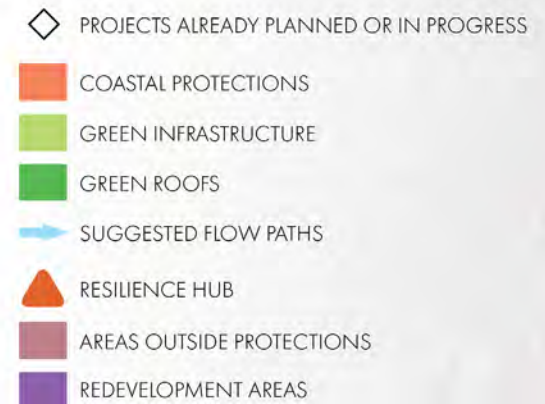 PROJECTS ALREADY PLANNED OR IN PROGRESS
COASTAL PROTECTIONS
GREEN INFRASTRUCTURE
GREEN ROOFS
SUGGESTED FLOW PATHS
RESILIENCE HUB
AREAS OUTSIDE PROTECTIONS
REDEVELOPMENT AREAS